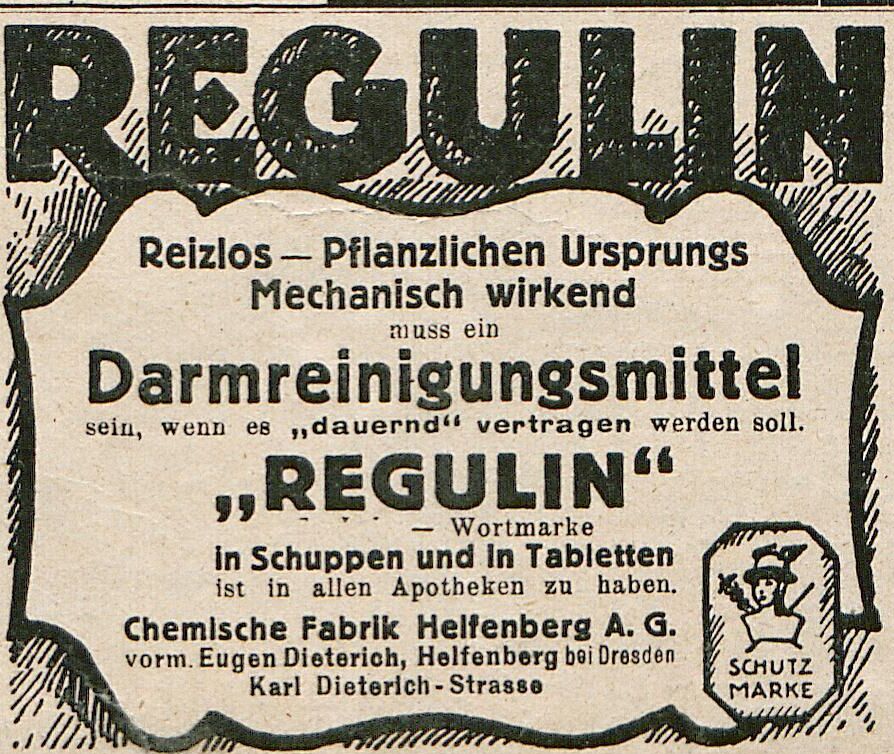 REGULIN
Reizlos — Pflanzlichen Ursprungs
Mechanisch wirkend
muss ein
Darmreinigungsmittel
sein, wenn es „dauernd“ vertragen werden soll.
„REGULIN“
— Wortmarke
in Schuppen und in Tabletten
ist in allen Apotheken zu haben.
Chemische Fabrik Helfenberg A. G.
vorm. Eugen Dieterich, Helfenberg bei Dresden
Karl Dieterich-Strasse
SCHUTZ
MARKE